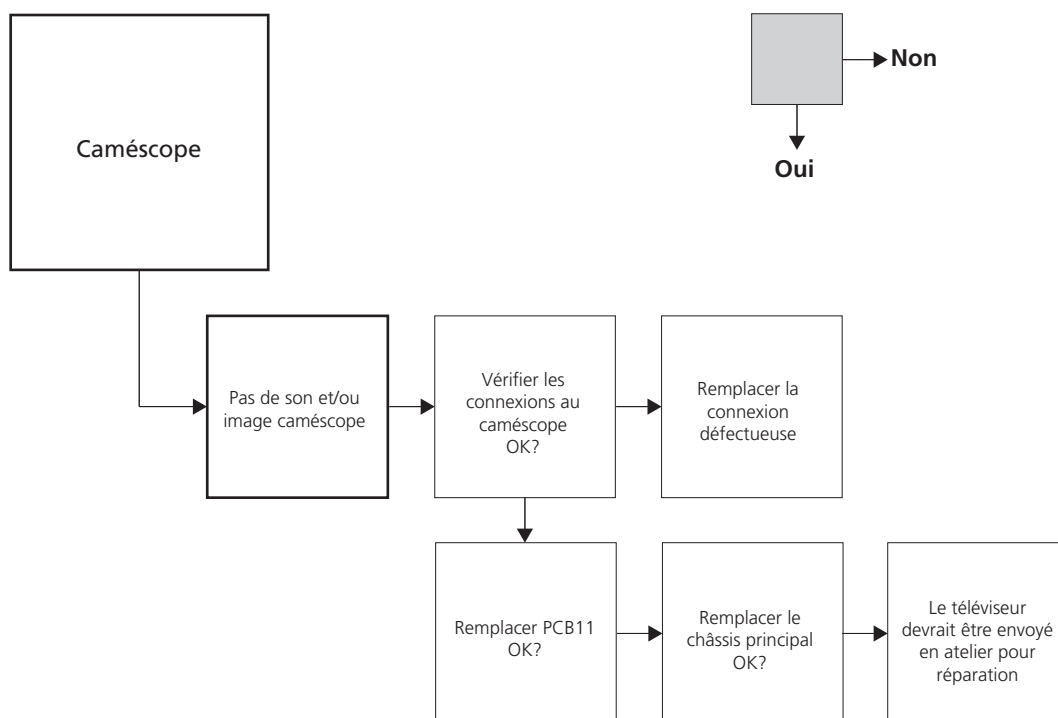 Caméscope
Non
Oui
Pas de son et/ou
image caméscope
Vérifier les
connexions au
caméscope
OK?
Remplacer la
connexion
défectueuse
Remplacer PCB11
OK?
Remplacer le
châssis principal
OK?
Le téléviseur
devrait être envoyé
en atelier pour
réparation